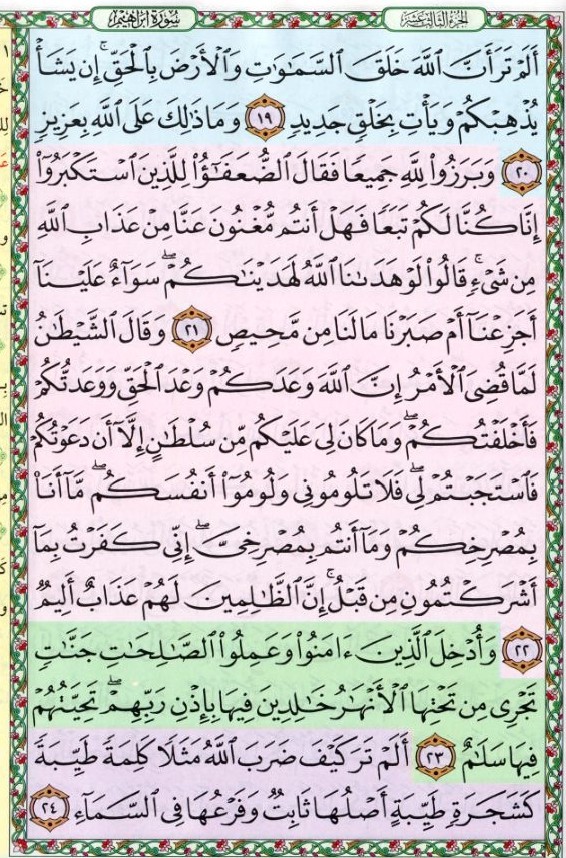 سُورَةُ إِبْرَاهِيمَ
الجزء الثالث عشر
أَلَمْ تَرَ أَنَّ ٱللَّهَ خَلَقَ ٱلسَّمَٰوَٰتِ وَٱلْأَرْضَ بِٱلْحَقِّ ۚ إِن يَشَأْ
يُذْهِبْكُمْ وَيَأْتِ بِخَلْقٍ جَدِيدٍ ١٩ وَمَا ذَٰلِكَ عَلَى ٱللَّهِ بِعَزِيزٍ
٢٠ وَبَرَزُوا۟ لِلَّهِ جَمِيعًا فَقَالَ ٱلضُّعَفَٰٓؤُا۟ لِلَّذِينَ ٱسْتَكْبَرُوٓا۟
إِنَّا كُنَّا لَكُمْ تَبَعًا فَهَلْ أَنتُم مُّغْنُونَ عَنَّا مِنْ عَذَابِ ٱللَّهِ
مِن شَىْءٍ ۚ قَالُوا۟ لَوْ هَدَىٰنَا ٱللَّهُ لَهَدَيْنَٰكُمْ ۖ سَوَآءٌ عَلَيْنَآ
أَجَزِعْنَآ أَمْ صَبَرْنَا مَا لَنَا مِن مَّحِيصٍ ٢١ وَقَالَ ٱلشَّيْطَٰنُ
لَمَّا قُضِىَ ٱلْأَمْرُ إِنَّ ٱللَّهَ وَعَدَكُمْ وَعْدَ ٱلْحَقِّ وَوَعَدتُّكُمْ
فَأَخْلَفْتُكُمْ ۖ وَمَا كَانَ لِىَ عَلَيْكُم مِّن سُلْطَٰنٍ إِلَّآ أَن دَعَوْتُكُمْ
فَٱسْتَجَبْتُمْ لِى ۖ فَلَا تَلُومُونِى وَلُومُوٓا۟ أَنفُسَكُم ۖ مَّآ أَنَا۠
بِمُصْرِخِكُمْ وَمَآ أَنتُم بِمُصْرِخِىَّ ۖ إِنِّى كَفَرْتُ بِمَآ
أَشْرَكْتُمُونِ مِن قَبْلُ ۗ إِنَّ ٱلظَّٰلِمِينَ لَهُمْ عَذَابٌ أَلِيمٌ
٢٢ وَأُدْخِلَ ٱلَّذِينَ ءَامَنُوا۟ وَعَمِلُوا۟ ٱلصَّٰلِحَٰتِ جَنَّٰتٍ
تَجْرِى مِن تَحْتِهَا ٱلْأَنْهَٰرُ خَٰلِدِينَ فِيهَا بِإِذْنِ رَبِّهِمْ ۖ تَحِيَّتُهُمْ
فِيهَا سَلَٰمٌ ٢٣ أَلَمْ تَرَ كَيْفَ ضَرَبَ ٱللَّهُ مَثَلًا كَلِمَةً طَيِّبَةً
كَشَجَرَةٍ طَيِّبَةٍ أَصْلُهَا ثَابِتٌ وَفَرْعُهَا فِى ٱلسَّمَآءِ ٢٤